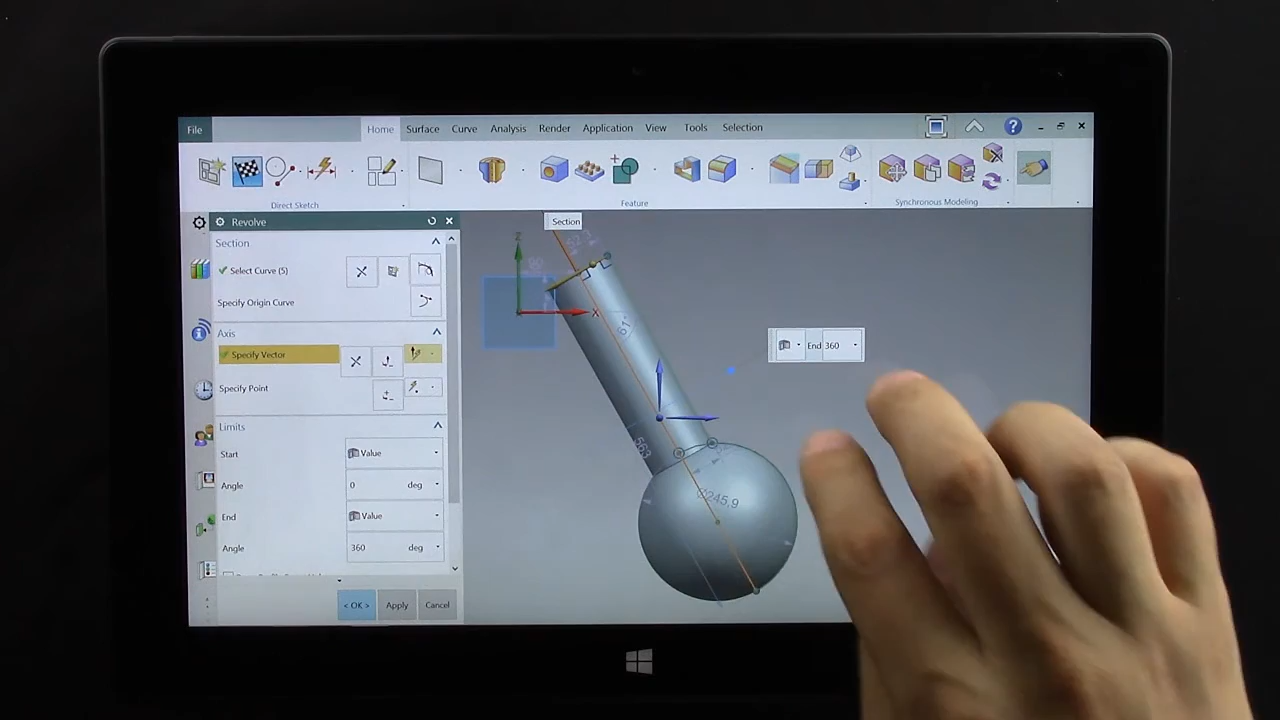 File
Home Surface Curve Analysis Render Application View Tools Selection
Direct Sketch
Feature
Synchronous Modeling
Revolve
Section
Section
Select Curve (5)
Specify Origin Curve
Axis
Specify Vector
Specify Point
Limits
Start
Value
Angle
0 deg
End
Value
Angle
360 deg
< OK > Apply Cancel
End 360
Z
X
61°
563
Ø245,9